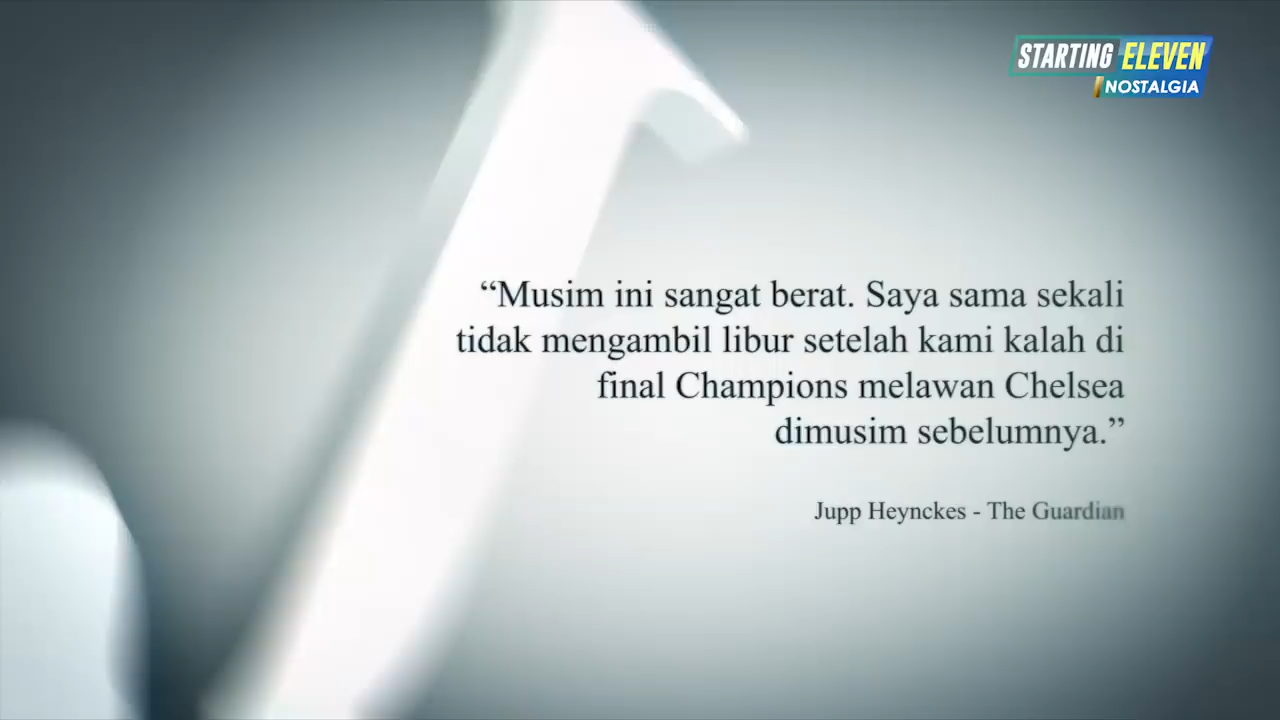 STARTING ELEVEN
NOSTALGIA
“Musim ini sangat berat. Saya sama sekali
tidak mengambil libur setelah kami kalah di
final Champions melawan Chelsea
dimusim sebelumnya.”
Jupp Heynckes - The Guardian